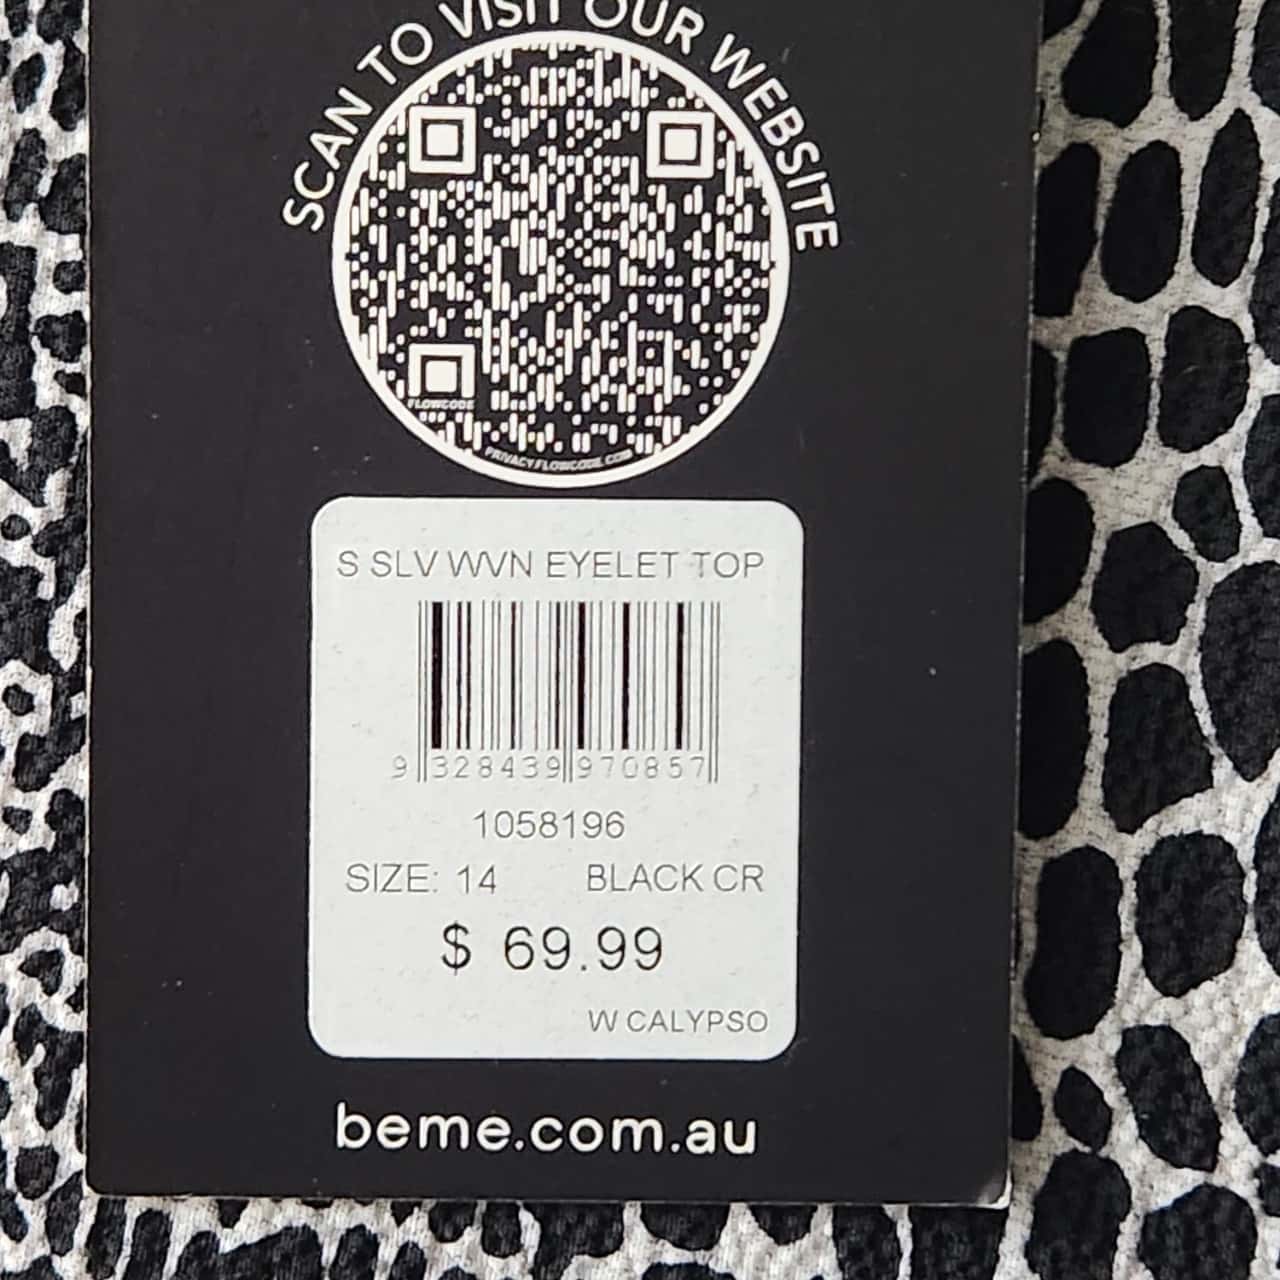 SCAN TO VISIT OUR WEBSITE
FLOWCODE
PRIVACY.FLOWCODE.COM
S SLV WVN EYELET TOP
9 328439 970857
1058196
SIZE: 14 BLACK CR
$ 69.99
W CALYPSO
beme.com.au